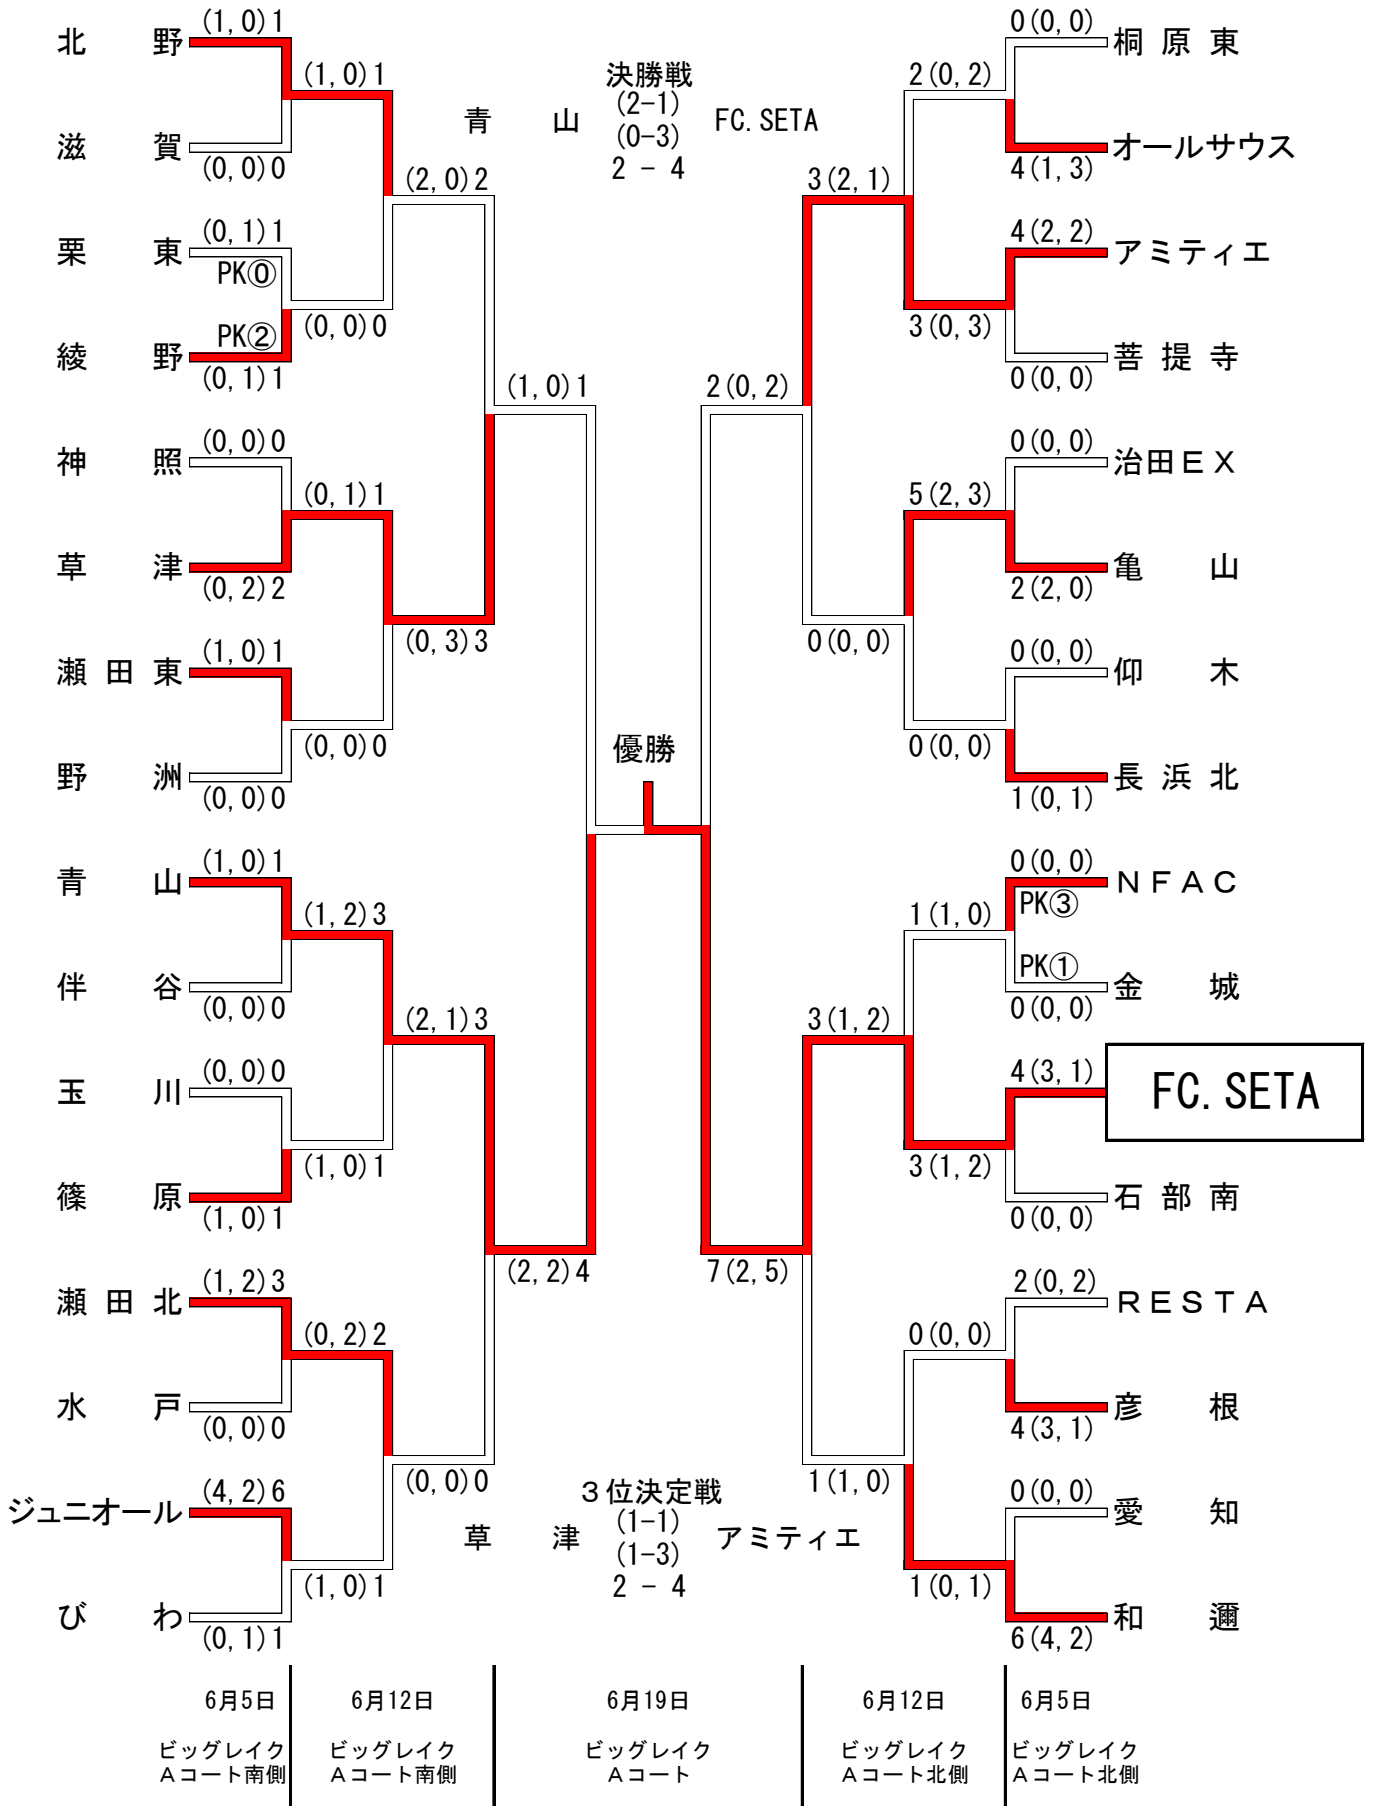 決勝戦
青山 (2-1) FC.SETA
(0-3)
2 - 4
北野 (1,0)1
(1,0)1
滋賀 (0,0)0
(2,0)2
栗東 (0,1)1
PK⓪
(0,0)0
PK②
綾野 (0,1)1
(1,0)1
神照 (0,0)0
(0,1)1
草津 (0,2)2
(0,3)3
瀬田東 (1,0)1
(0,0)0
野洲 (0,0)0
優勝
青山 (1,0)1
(1,2)3
伴谷 (0,0)0
(2,1)3
玉川 (0,0)0
(1,0)1
篠原 (1,0)1
(2,2)4
瀬田北 (1,2)3
(0,2)2
水戸 (0,0)0
(0,0)0
ジュニオール (4,2)6
(1,0)1
びわ (0,1)1
0(0,0) 桐原東
2(0,2)
4(1,3) オールサウス
3(2,1)
4(2,2) アミティエ
3(0,3)
0(0,0) 菩提寺
2(0,2)
0(0,0) 治田EX
5(2,3)
2(2,0) 亀山
0(0,0)
0(0,0) 仰木
0(0,0)
1(0,1) 長浜北
0(0,0) NFAC
PK③
1(1,0)
PK①
0(0,0) 金城
3(1,2)
4(3,1) FC.SETA
3(1,2)
0(0,0) 石部南
7(2,5)
2(0,2) RESTA
0(0,0)
4(3,1) 彦根
1(1,0)
0(0,0) 愛知
1(0,1)
6(4,2) 和邇
3位決定戦
(1-1)
草津 (1-3) アミティエ
2 - 4
6月5日 6月12日 6月19日 6月12日 6月5日
ビッグレイク ビッグレイク ビッグレイク ビッグレイク ビッグレイク
Aコート南側 Aコート南側 Aコート Aコート北側 Aコート北側